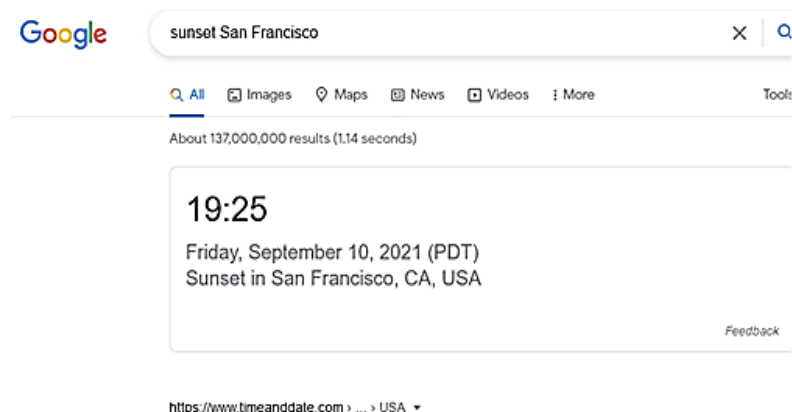 Google sunset San Francisco
All Images Maps News Videos More Tools
About 137,000,000 results (1.14 seconds)
19:25
Friday, September 10, 2021 (PDT)
Sunset in San Francisco, CA, USA
Feedback
https://www.timeanddate.com › ... › USA